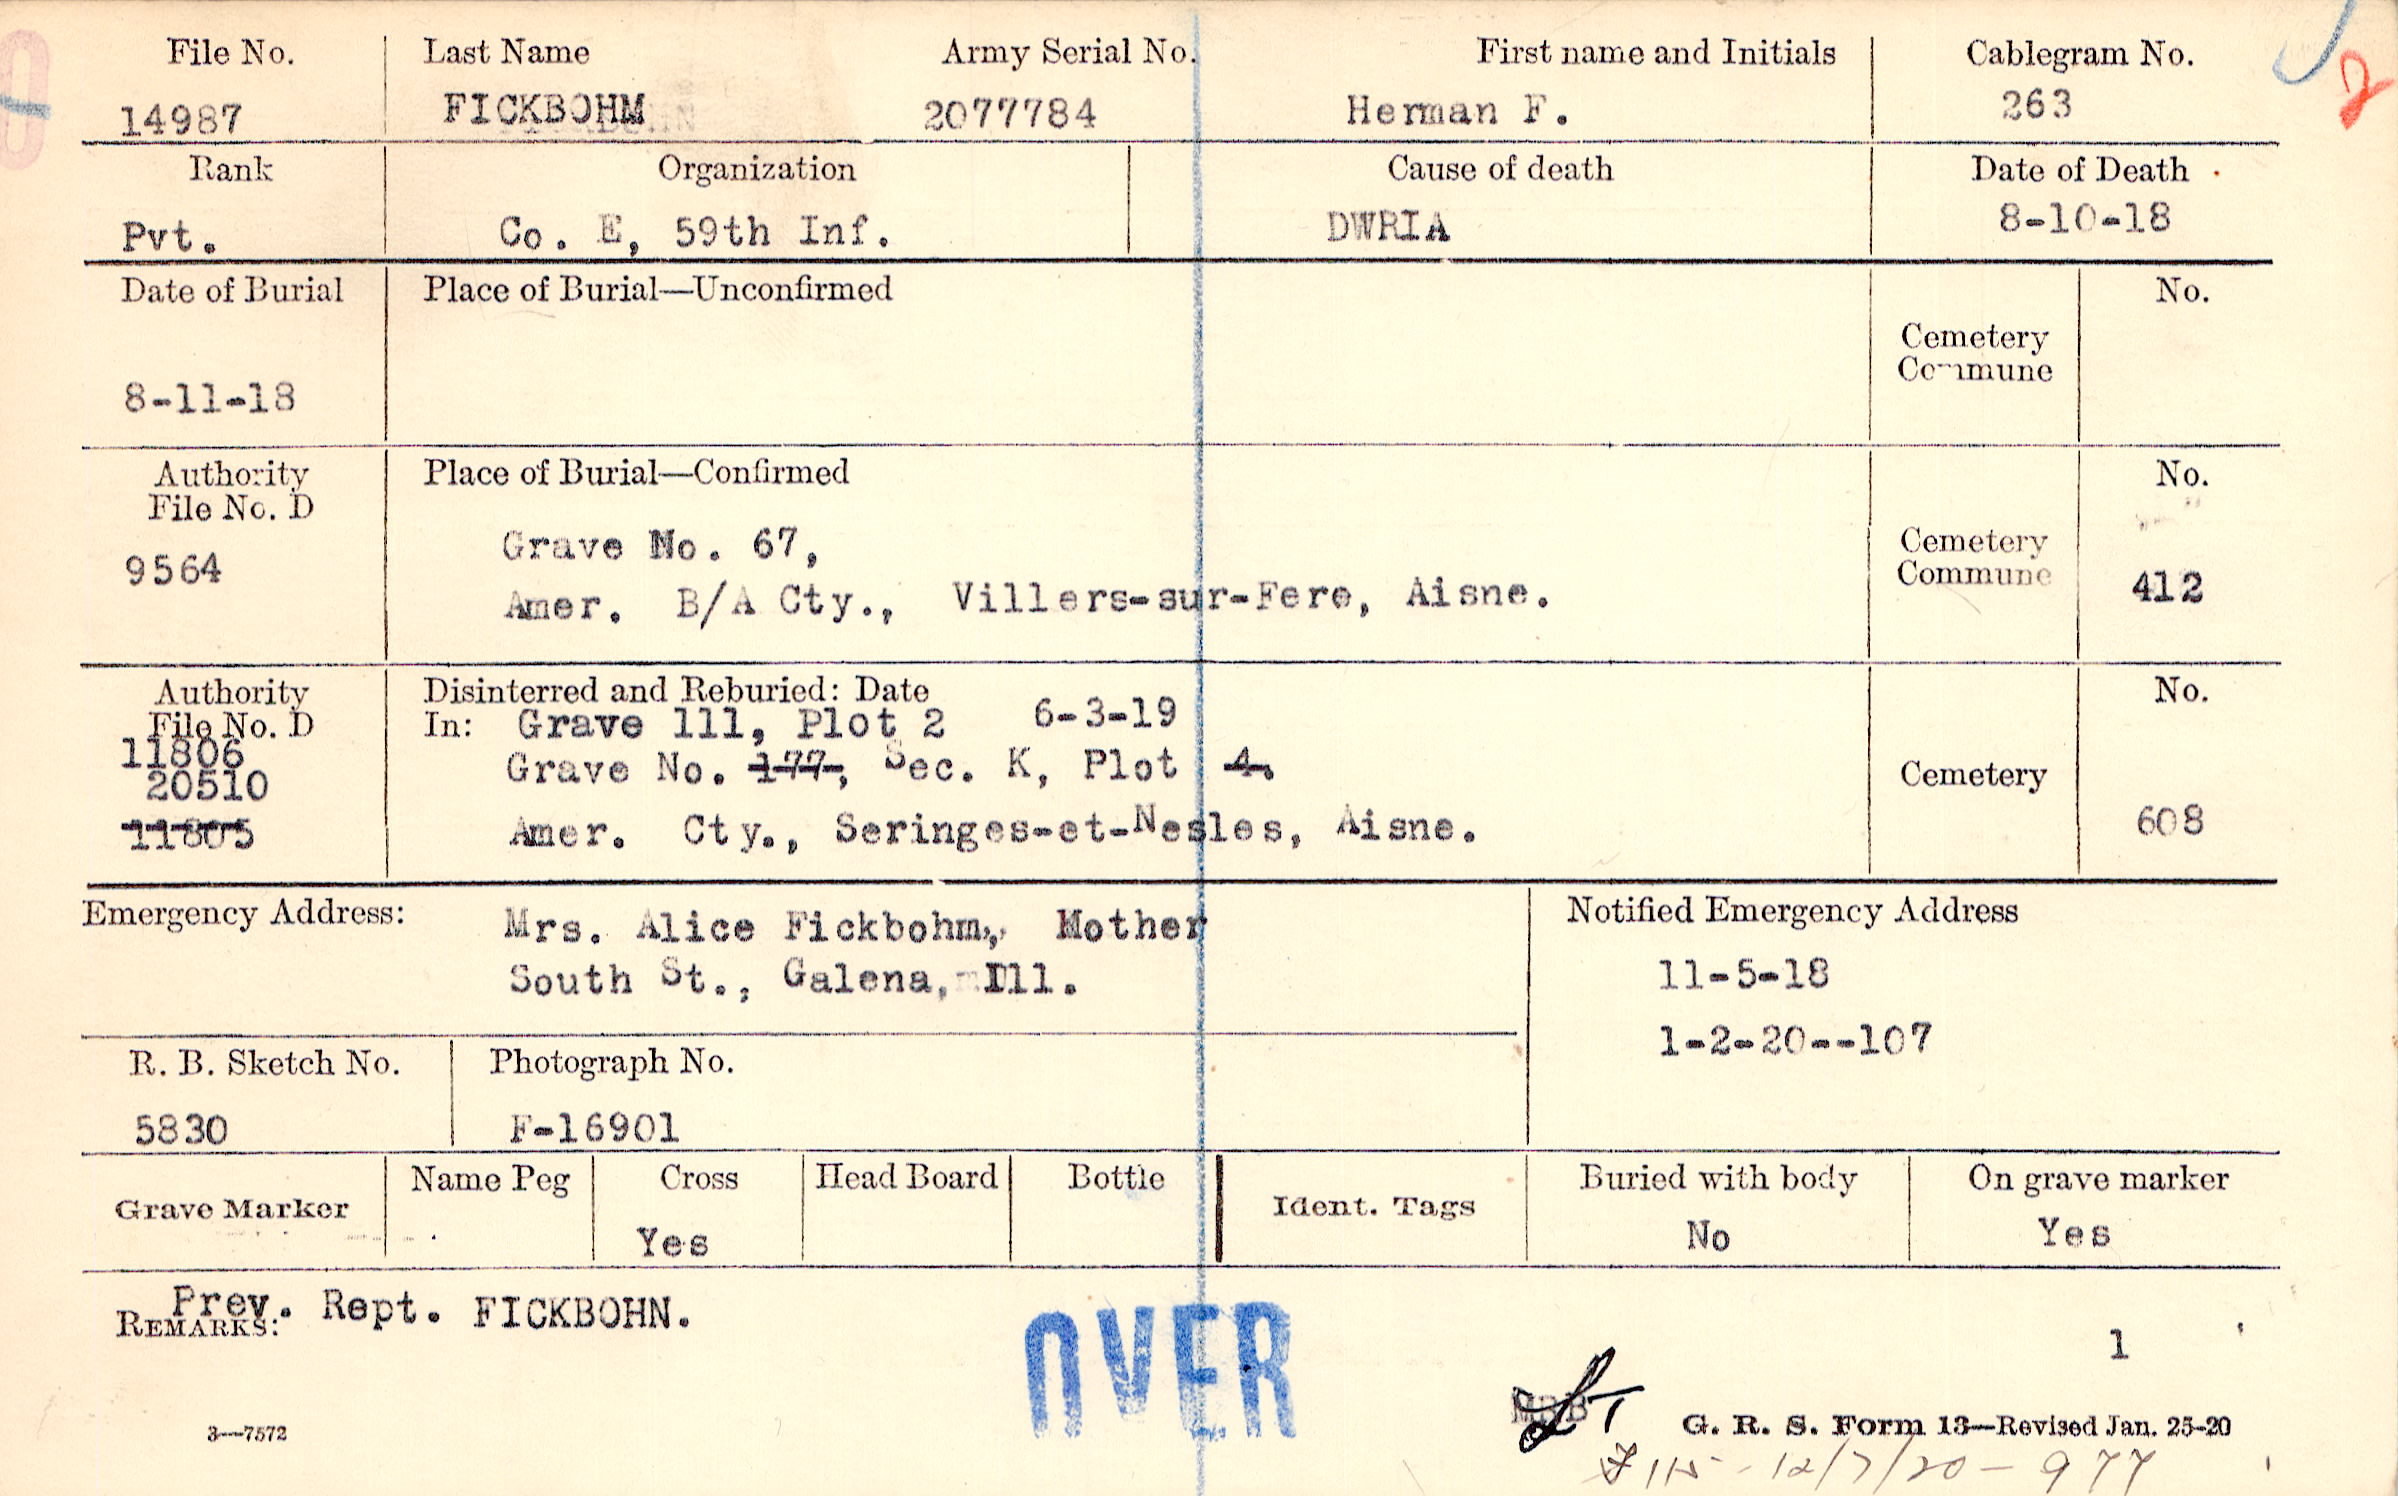 File No. Last Name Army Serial No. First name and Initials Cablegram No.
14987 FICKBOHM 2077784 Herman F. 263
2
Rank Organization Cause of death Date of Death
Pvt. Co. E, 59th Inf. DWRIA 8-10-18
Date of Burial Place of Burial—Unconfirmed No.
Cemetery
Commune
8-11-18
Authority Place of Burial—Confirmed No.
File No. D
9564 Grave No. 67, Cemetery
Commune 412
Amer. B/A Cty., Villers-sur-Fere, Aisne.
Authority Disinterred and Reburied: Date 6-3-19 No.
File No. D In: Grave 111, Plot 2
11806 Grave No. 177, Sec. K, Plot 4. Cemetery
20510
11805 Amer. Cty., Seringes-et-Nesles, Aisne. 608
Emergency Address: Mrs. Alice Fickbohm, Mother Notified Emergency Address
South St., Galena, Ill. 11-5-18
1-2-20--107
R. B. Sketch No. Photograph No.
5830 F-16901
Grave Marker Name Peg Cross Head Board Bottle Ident. Tags Buried with body On grave marker
Yes No Yes
REMARKS: Prev. Rept. FICKBOHN.
OVER
1
3—7572
G. R. S. Form 13—Revised Jan. 25-20
115 - 12/7/20 - 977